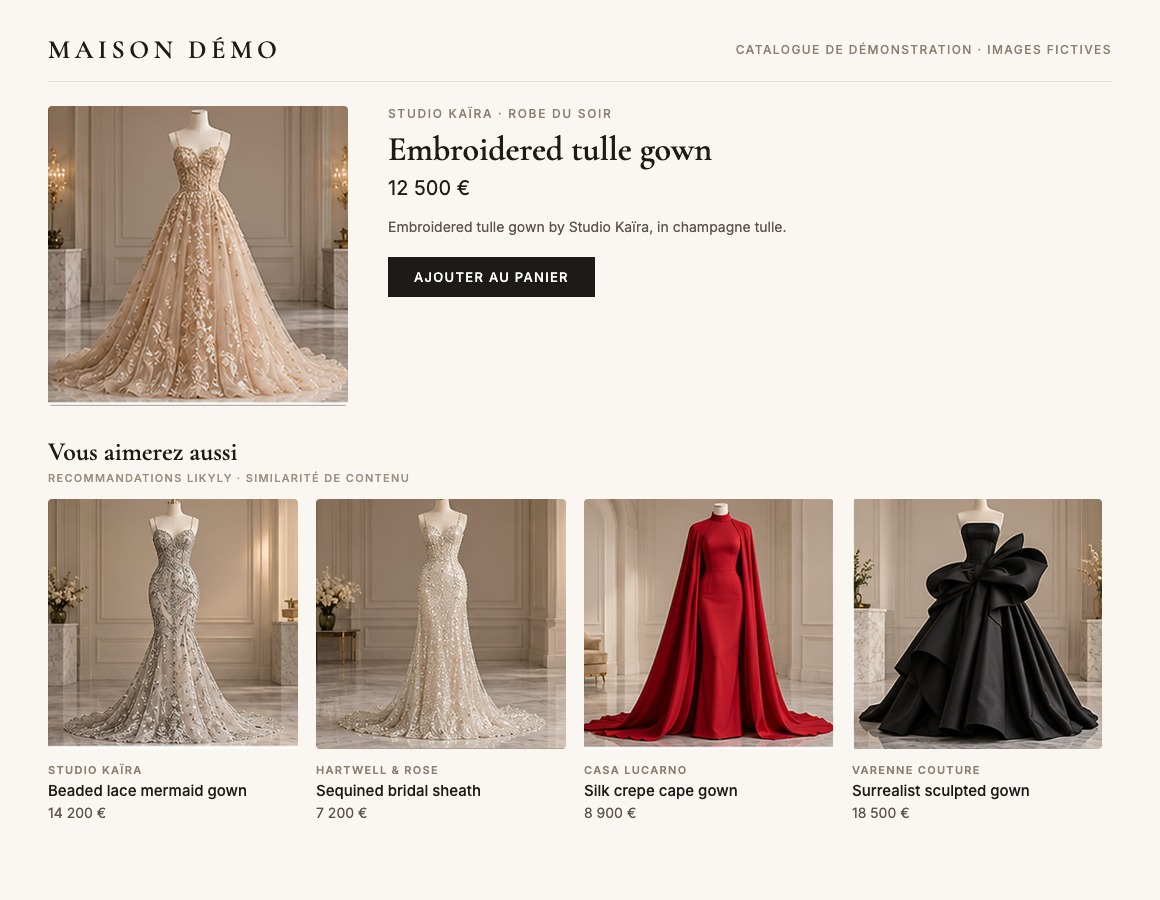 MAISON DÉMO
CATALOGUE DE DÉMONSTRATION · IMAGES FICTIVES
STUDIO KAÏRA · ROBE DU SOIR
Embroidered tulle gown
12 500 €
Embroidered tulle gown by Studio Kaïra, in champagne tulle.
AJOUTER AU PANIER
Vous aimerez aussi
RECOMMANDATIONS LIKYLY · SIMILARITÉ DE CONTENU
STUDIO KAÏRA
Beaded lace mermaid gown
14 200 €
HARTWELL & ROSE
Sequined bridal sheath
7 200 €
CASA LUCARNO
Silk crepe cape gown
8 900 €
VARENNE COUTURE
Surrealist sculpted gown
18 500 €